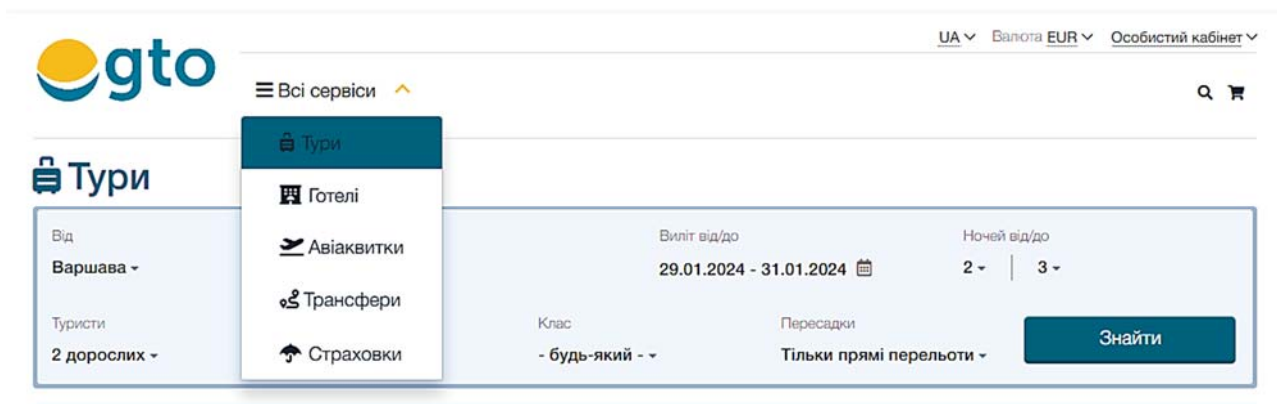 UA Валюта EUR Особистий кабінет
gto
Всі сервіси
Тури
Тури
Готелі
Авіаквитки
Трансфери
Страховки
Від Виліт від/до Ночей від/до
Варшава 29.01.2024 - 31.01.2024 2 3
Туристи Клас Пересадки
2 дорослих - будь-який - Тільки прямі перельоти
Знайти